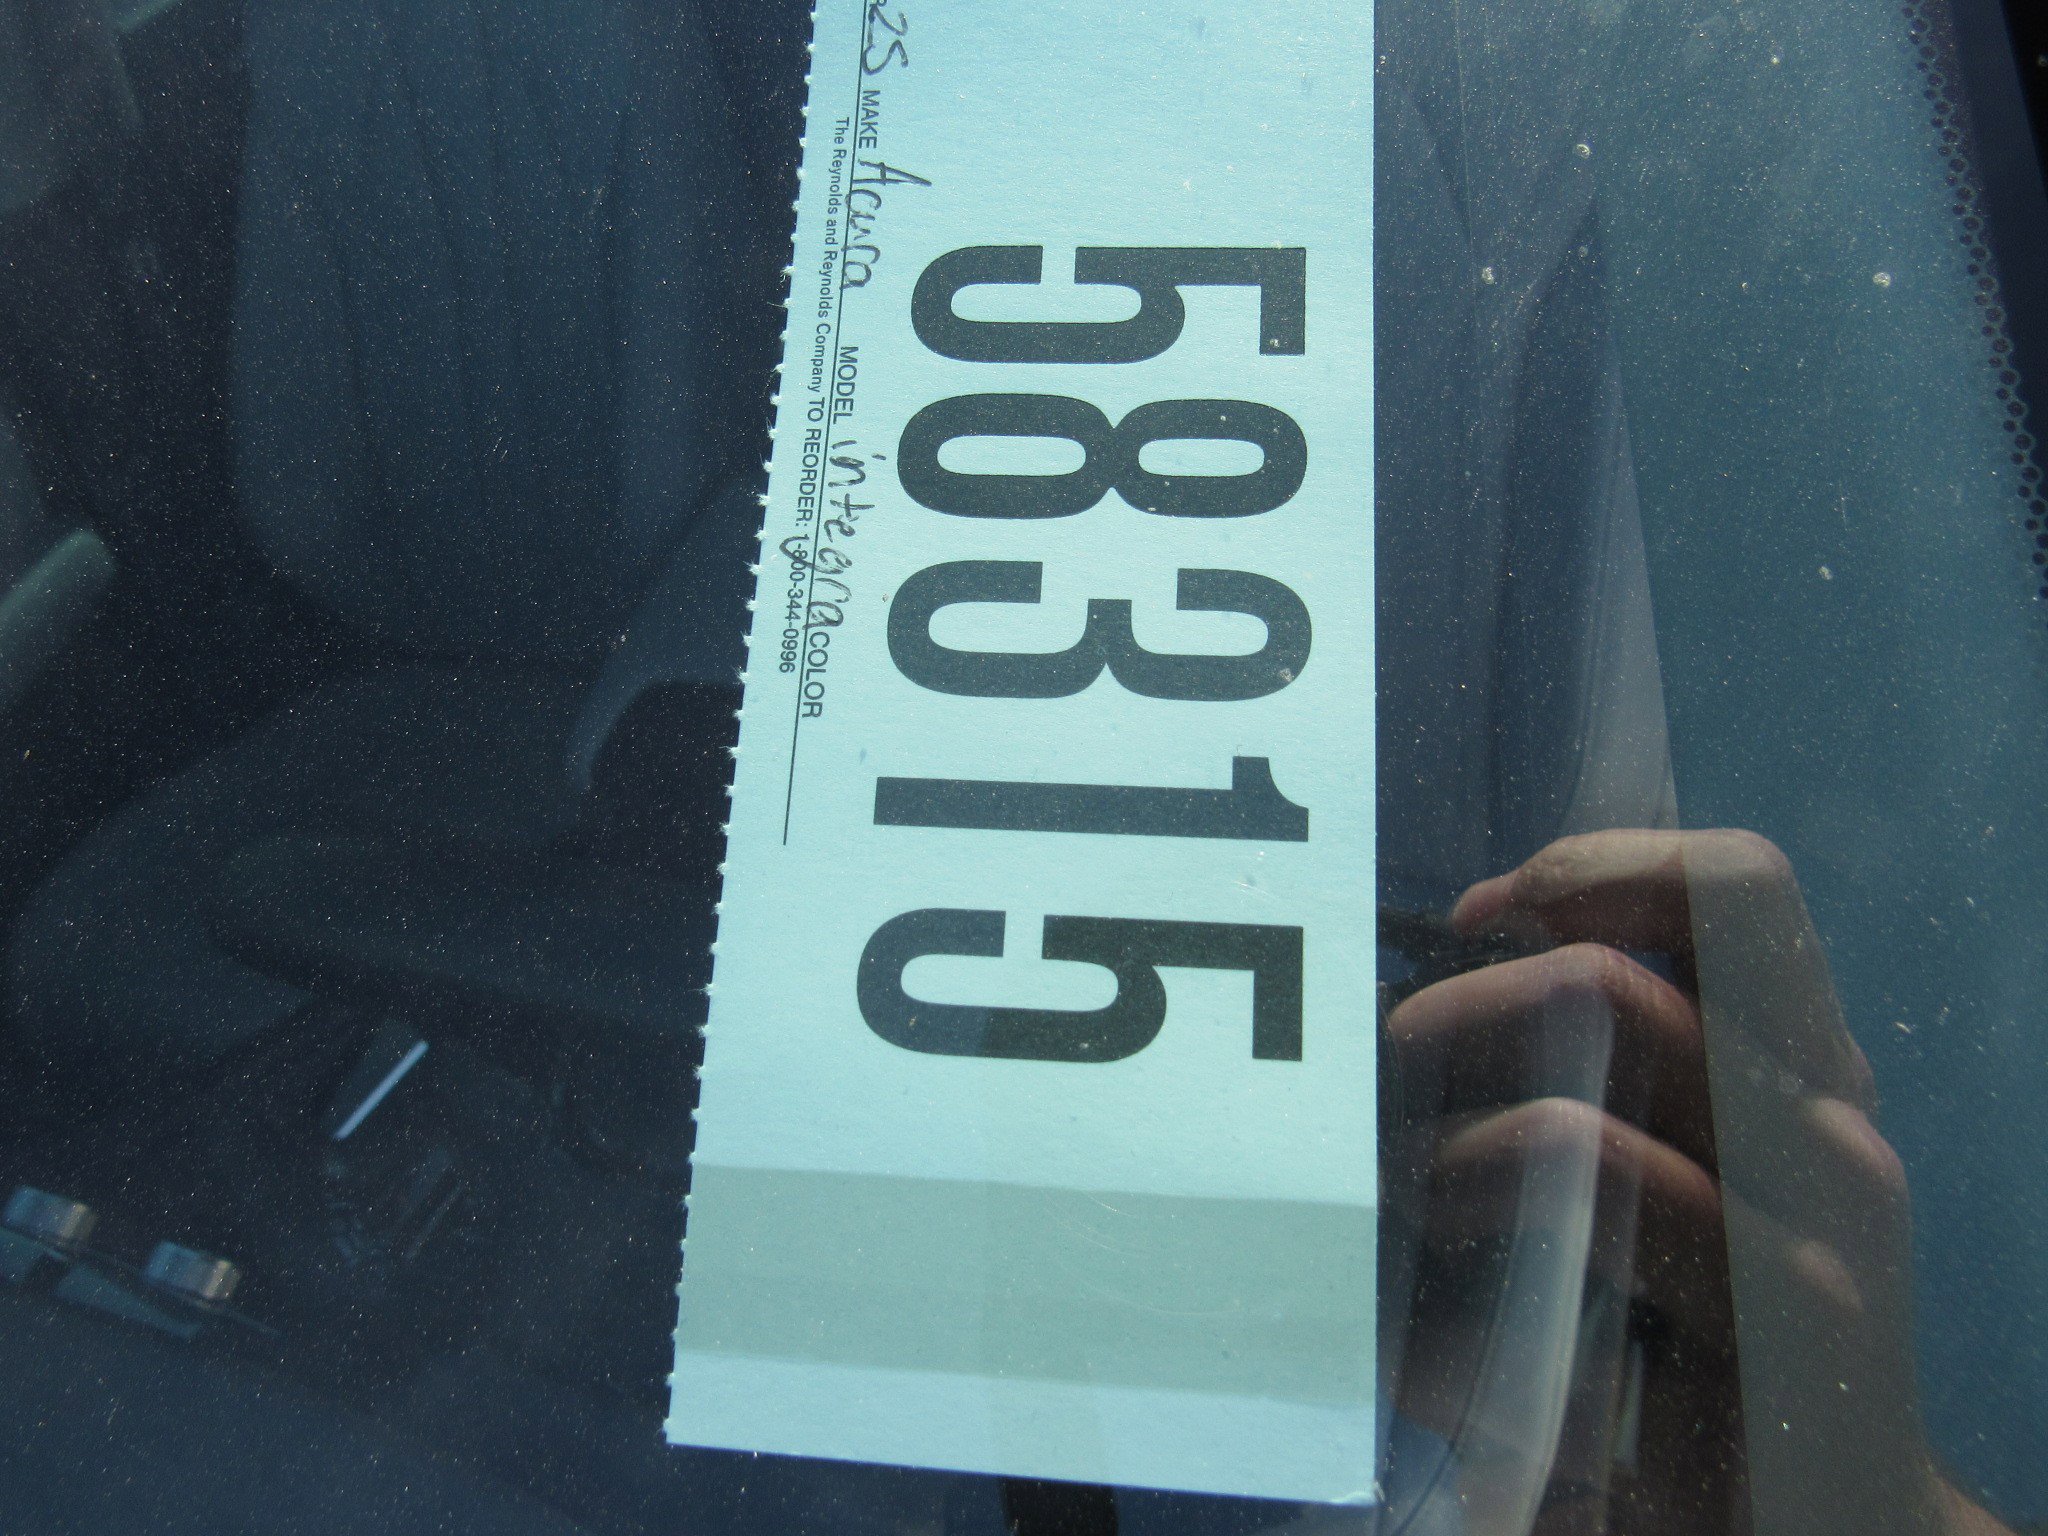 58315
25 MAKE Acura MODEL integra COLOR
The Reynolds and Reynolds Company TO REORDER: 1-800-344-0996